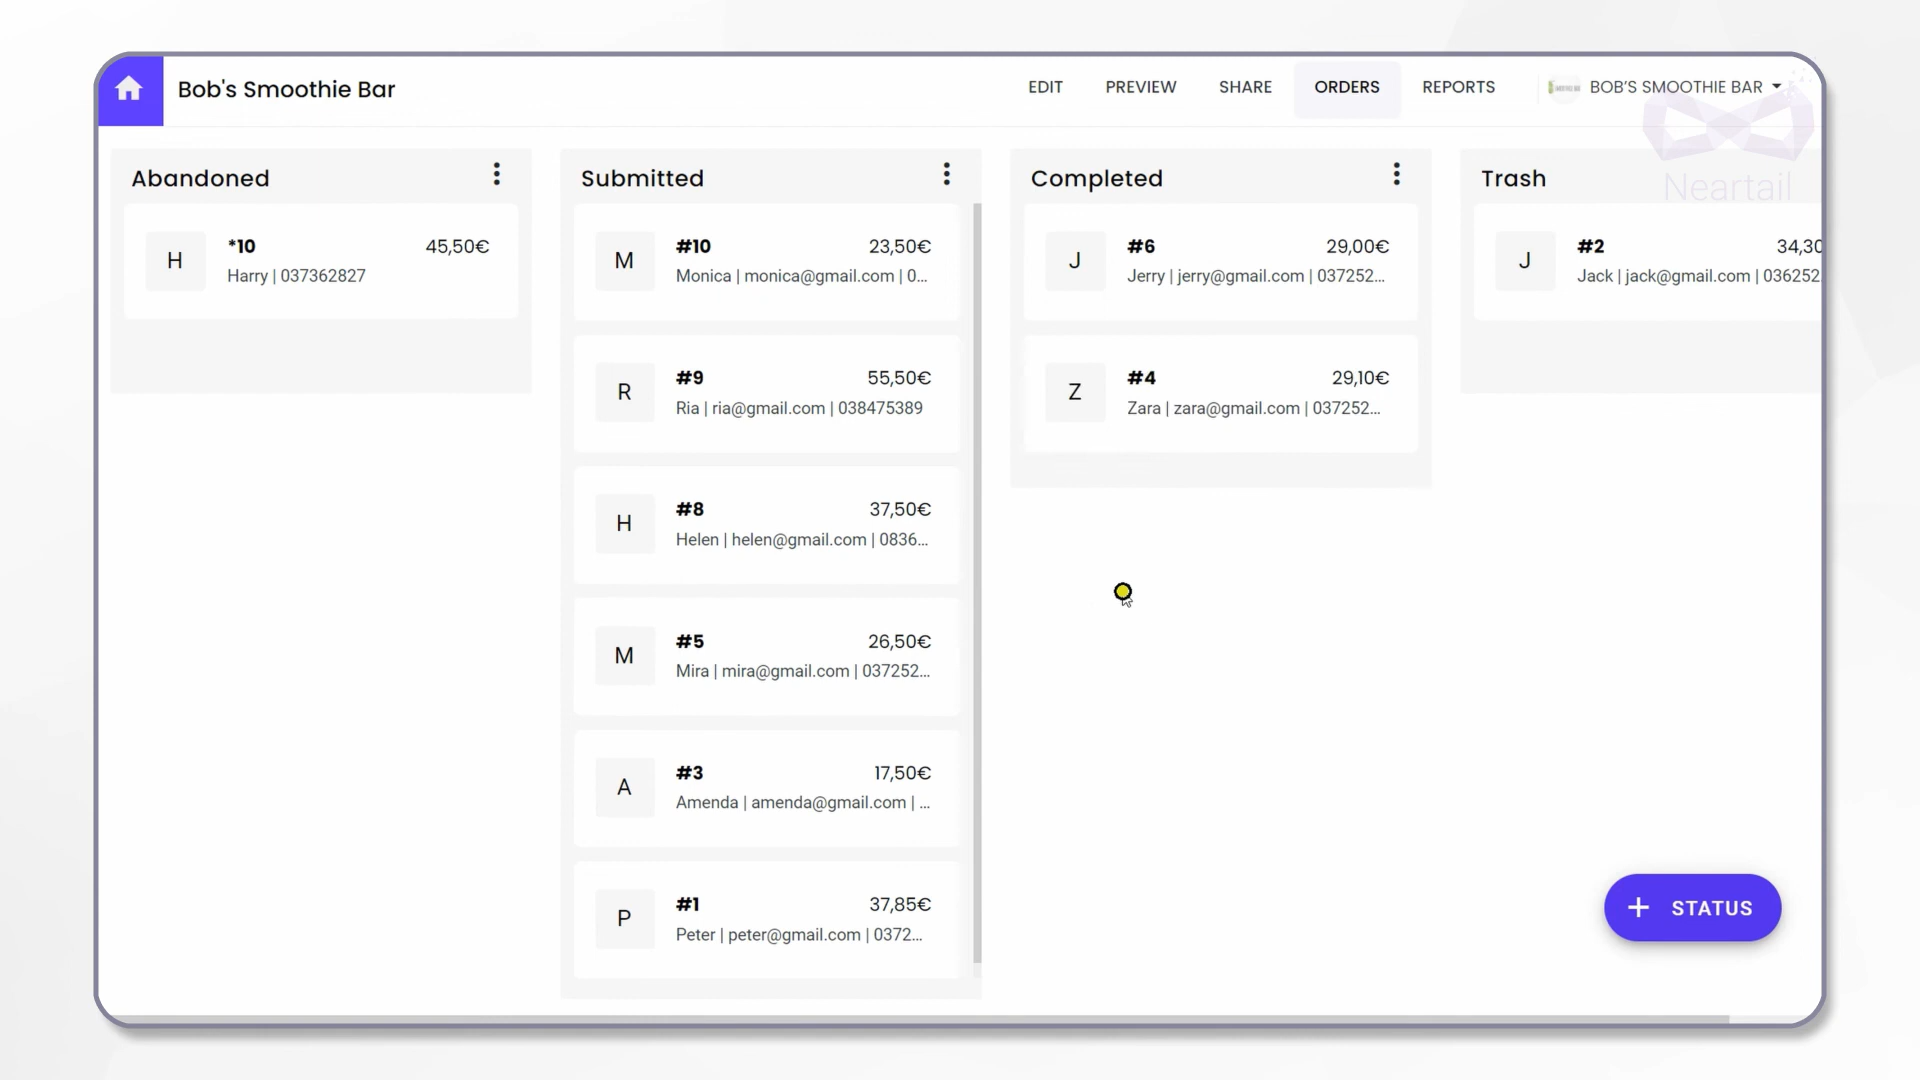 Bob's Smoothie Bar
EDIT
PREVIEW
SHARE
ORDERS
REPORTS
BOB'S SMOOTHIE BAR
Neartail
Abandoned
H
*10
45,50€
Harry | 037362827
Submitted
M
#10
23,50€
Monica | monica@gmail.com | 0...
R
#9
55,50€
Ria | ria@gmail.com | 038475389
H
#8
37,50€
Helen | helen@gmail.com | 0836...
M
#5
26,50€
Mira | mira@gmail.com | 037252...
A
#3
17,50€
Amenda | amenda@gmail.com | ...
P
#1
37,85€
Peter | peter@gmail.com | 0372...
Completed
J
#6
29,00€
Jerry | jerry@gmail.com | 037252...
Z
#4
29,10€
Zara | zara@gmail.com | 037252...
Trash
J
#2
34,30
Jack | jack@gmail.com | 036252
+ STATUS